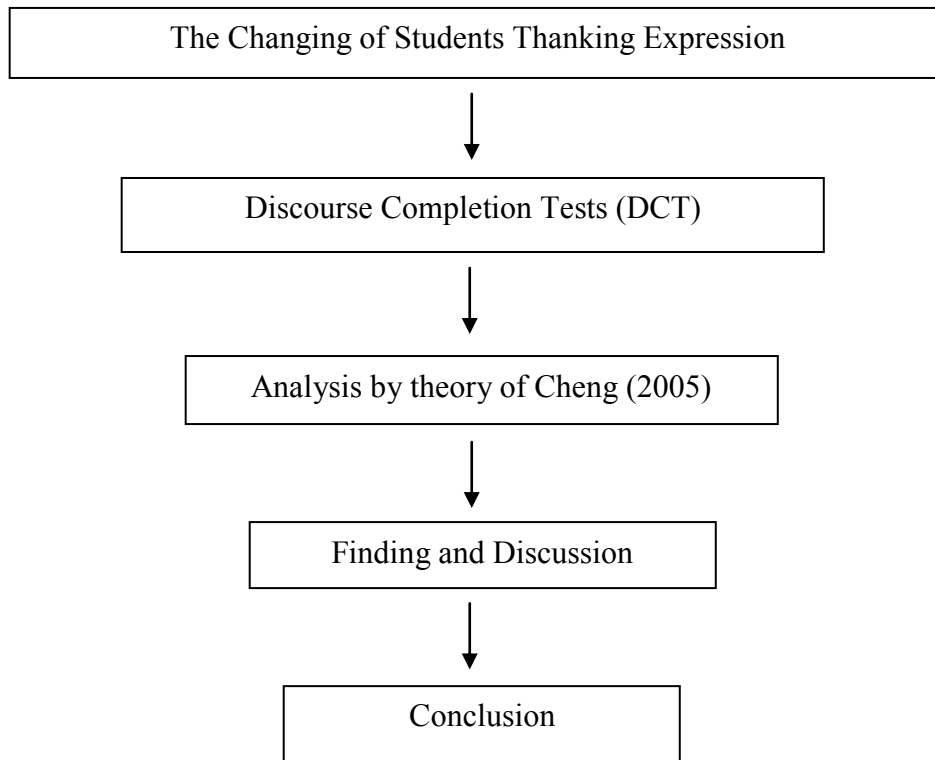 The Changing of Students Thanking Expression
Discourse Completion Tests (DCT)
Analysis by theory of Cheng (2005)
Finding and Discussion
Conclusion